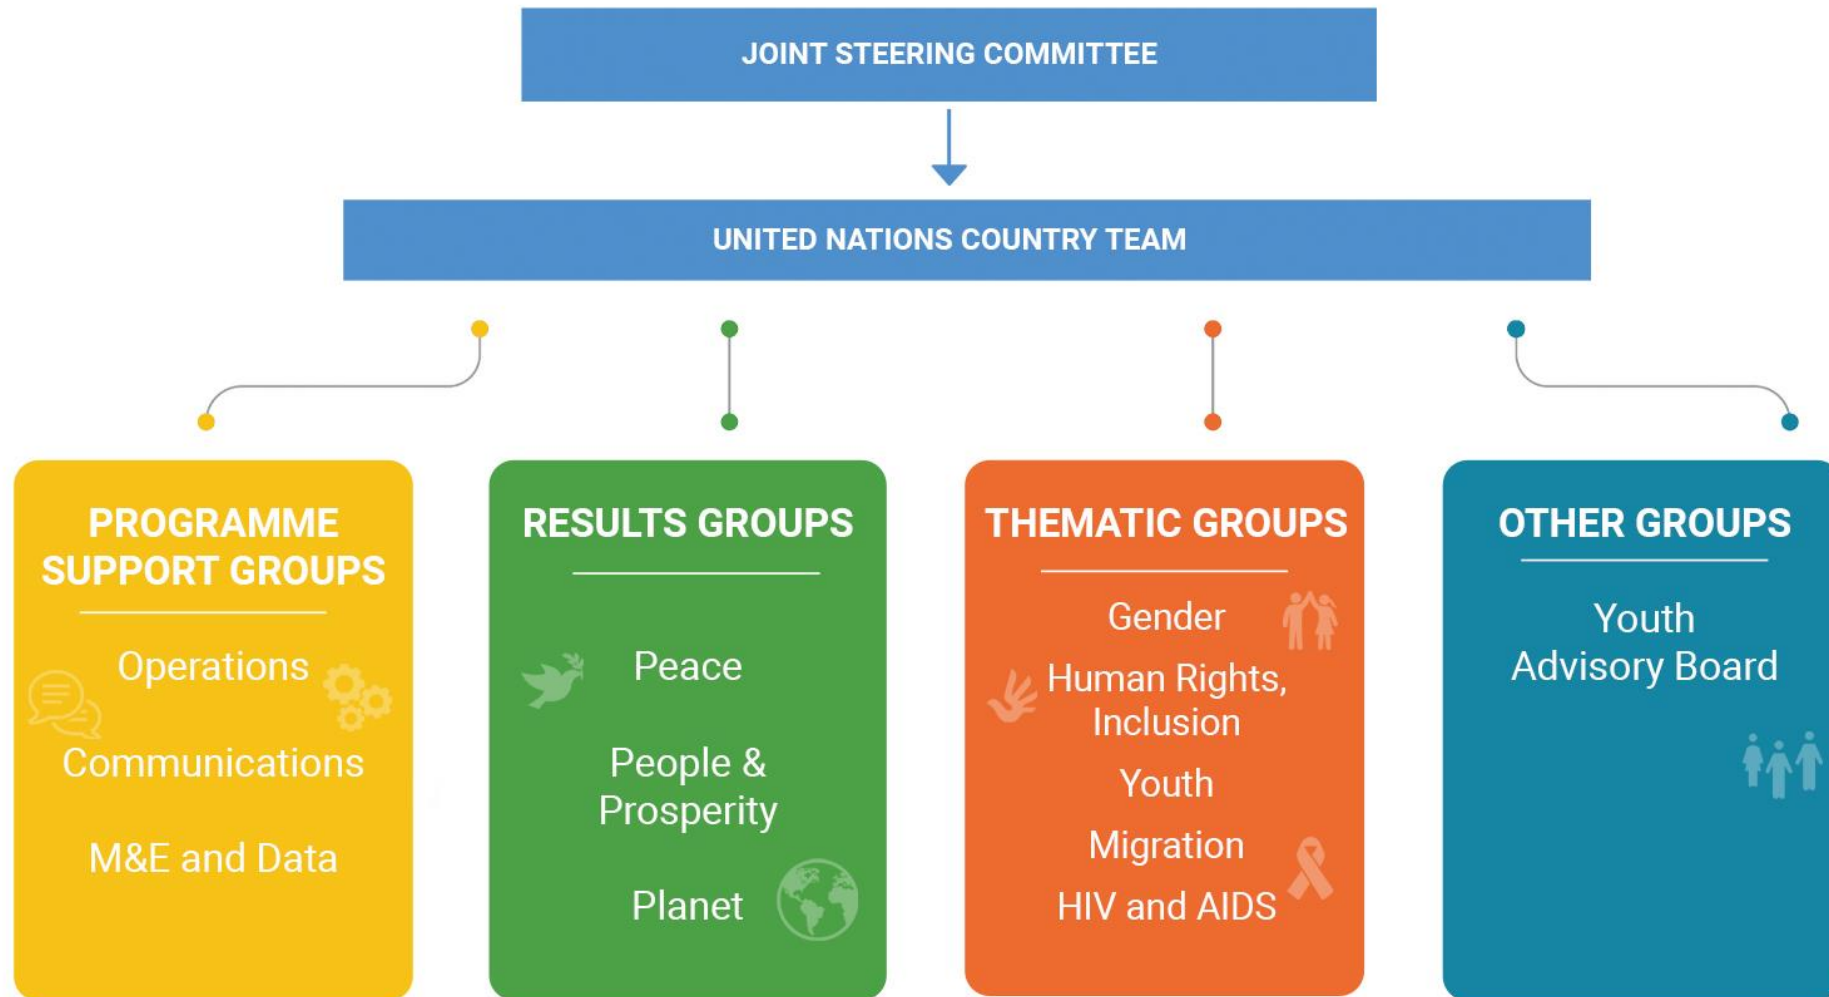 JOINT STEERING COMMITTEE
UNITED NATIONS COUNTRY TEAM
PROGRAMME
SUPPORT GROUPS
Operations
Communications
M&E and Data
RESULTS GROUPS
Peace
People &
Prosperity
Planet
THEMATIC GROUPS
Gender
Human Rights,
Inclusion
Youth
Migration
HIV and AIDS
OTHER GROUPS
Youth
Advisory Board